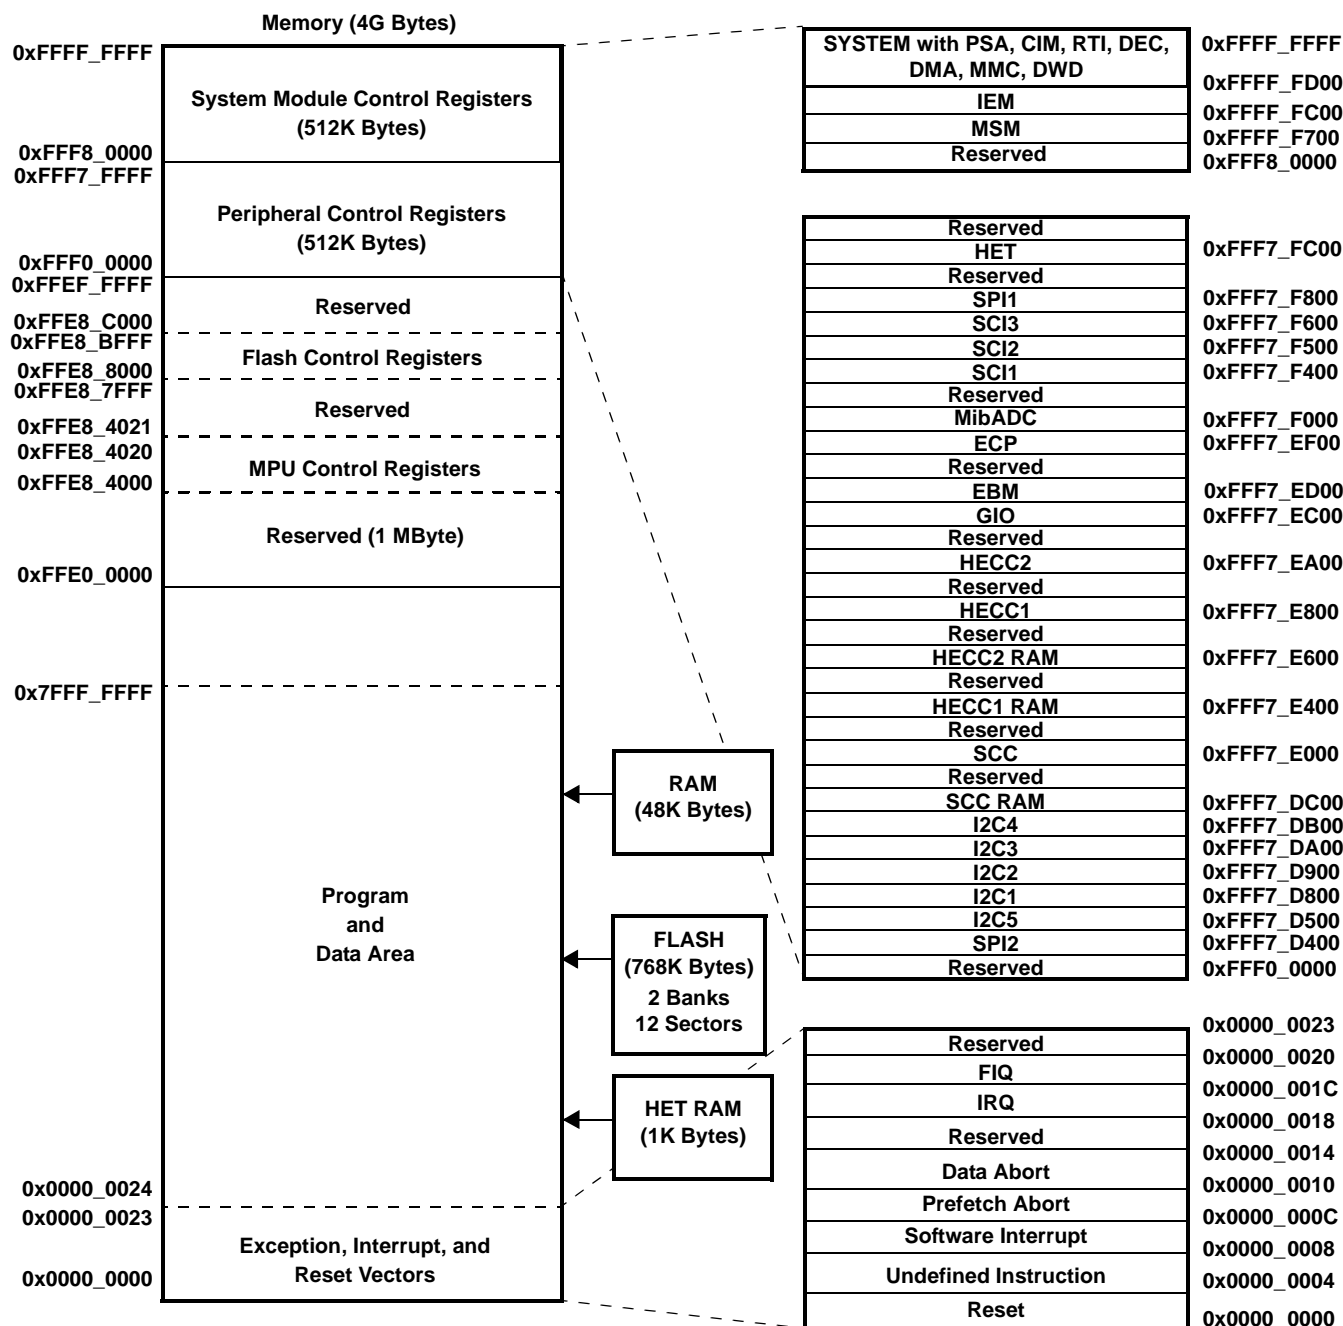 Memory (4G Bytes)
0xFFFF_FFFF
System Module Control Registers
(512K Bytes)
0xFFF8_0000
0xFFF7_FFFF
Peripheral Control Registers
(512K Bytes)
0xFFF0_0000
0xFFEF_FFFF
Reserved
0xFFE8_C000
0xFFE8_BFFF
Flash Control Registers
0xFFE8_8000
0xFFE8_7FFF
Reserved
0xFFE8_4021
0xFFE8_4020
MPU Control Registers
0xFFE8_4000
Reserved (1 MByte)
0xFFE0_0000
0x7FFF_FFFF
Program
and
Data Area
0x0000_0024
0x0000_0023
Exception, Interrupt, and
Reset Vectors
0x0000_0000
RAM
(48K Bytes)
FLASH
(768K Bytes)
2 Banks
12 Sectors
HET RAM
(1K Bytes)
SYSTEM with PSA, CIM, RTI, DEC,
DMA, MMC, DWD
0xFFFF_FFFF
0xFFFF_FD00
IEM
0xFFFF_FC00
MSM
0xFFFF_F700
Reserved
0xFFF8_0000
Reserved
HET
0xFFF7_FC00
Reserved
SPI1
0xFFF7_F800
SCI3
0xFFF7_F600
SCI2
0xFFF7_F500
SCI1
0xFFF7_F400
Reserved
MibADC
0xFFF7_F000
ECP
0xFFF7_EF00
Reserved
EBM
0xFFF7_ED00
GIO
0xFFF7_EC00
Reserved
HECC2
0xFFF7_EA00
Reserved
HECC1
0xFFF7_E800
Reserved
HECC2 RAM
0xFFF7_E600
Reserved
HECC1 RAM
0xFFF7_E400
Reserved
SCC
0xFFF7_E000
Reserved
SCC RAM
0xFFF7_DC00
I2C4
0xFFF7_DB00
I2C3
0xFFF7_DA00
I2C2
0xFFF7_D900
I2C1
0xFFF7_D800
I2C5
0xFFF7_D500
SPI2
0xFFF7_D400
Reserved
0xFFF0_0000
0x0000_0023
Reserved
0x0000_0020
FIQ
0x0000_001C
IRQ
0x0000_0018
Reserved
0x0000_0014
Data Abort
0x0000_0010
Prefetch Abort
0x0000_000C
Software Interrupt
0x0000_0008
Undefined Instruction
0x0000_0004
Reset
0x0000_0000